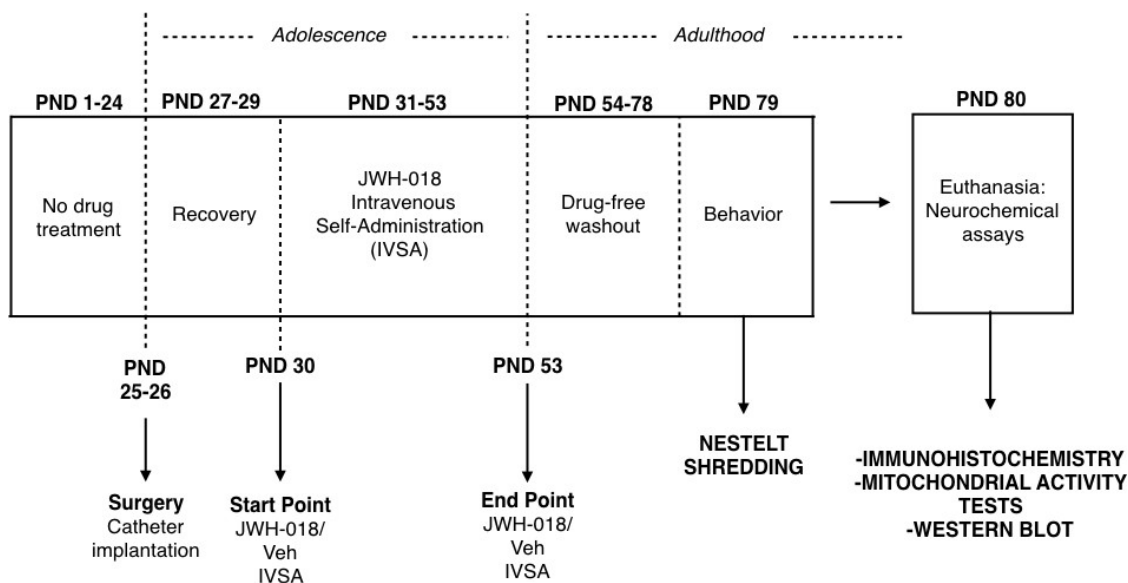 Adolescence
Adulthood
PND 1-24
PND 27-29
PND 31-53
PND 54-78
PND 79
PND 80
No drug
treatment
Recovery
JWH-018
Intravenous
Self-Administration
(IVSA)
Drug-free
washout
Behavior
Euthanasia:
Neurochemical
assays
PND
25-26
PND 30
PND 53
Surgery
Catheter
implantation
Start Point
JWH-018/
Veh
IVSA
End Point
JWH-018/
Veh
IVSA
NESTELT
SHREDDING
-IMMUNOHISTOCHEMISTRY
-MITOCHONDRIAL ACTIVITY
TESTS
-WESTERN BLOT